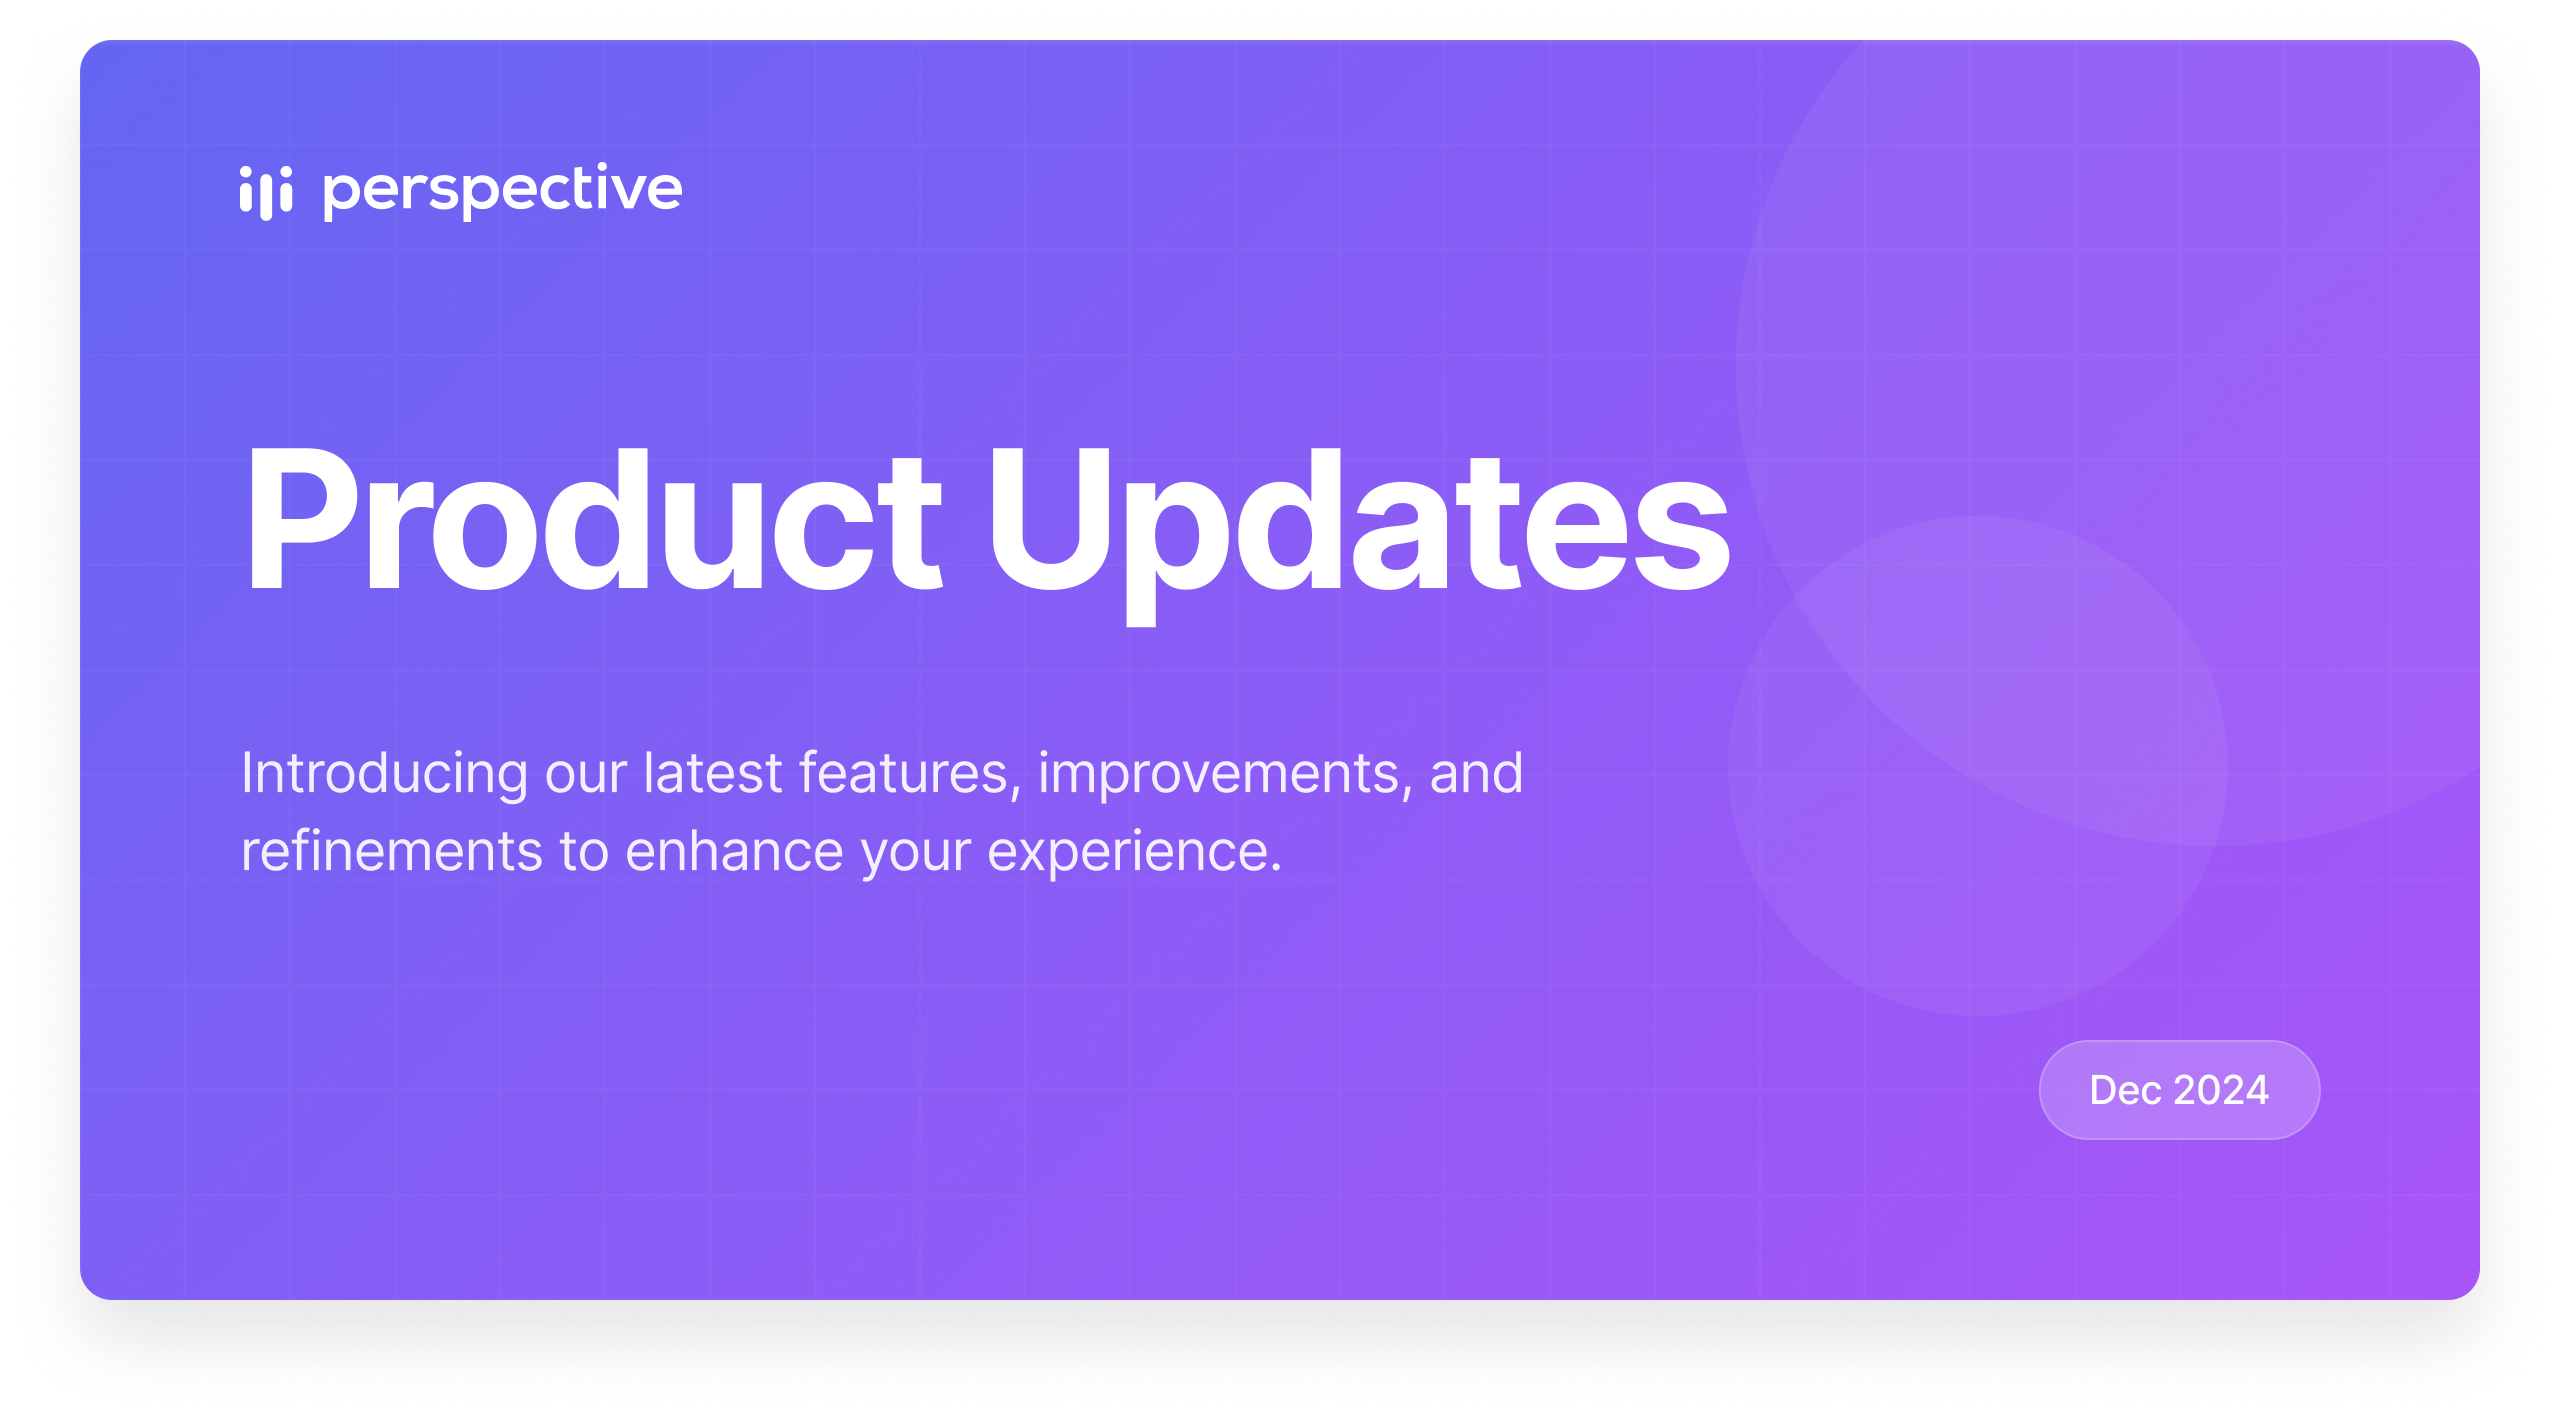 perspective
Product Updates
Introducing our latest features, improvements, and
refinements to enhance your experience.
Dec 2024